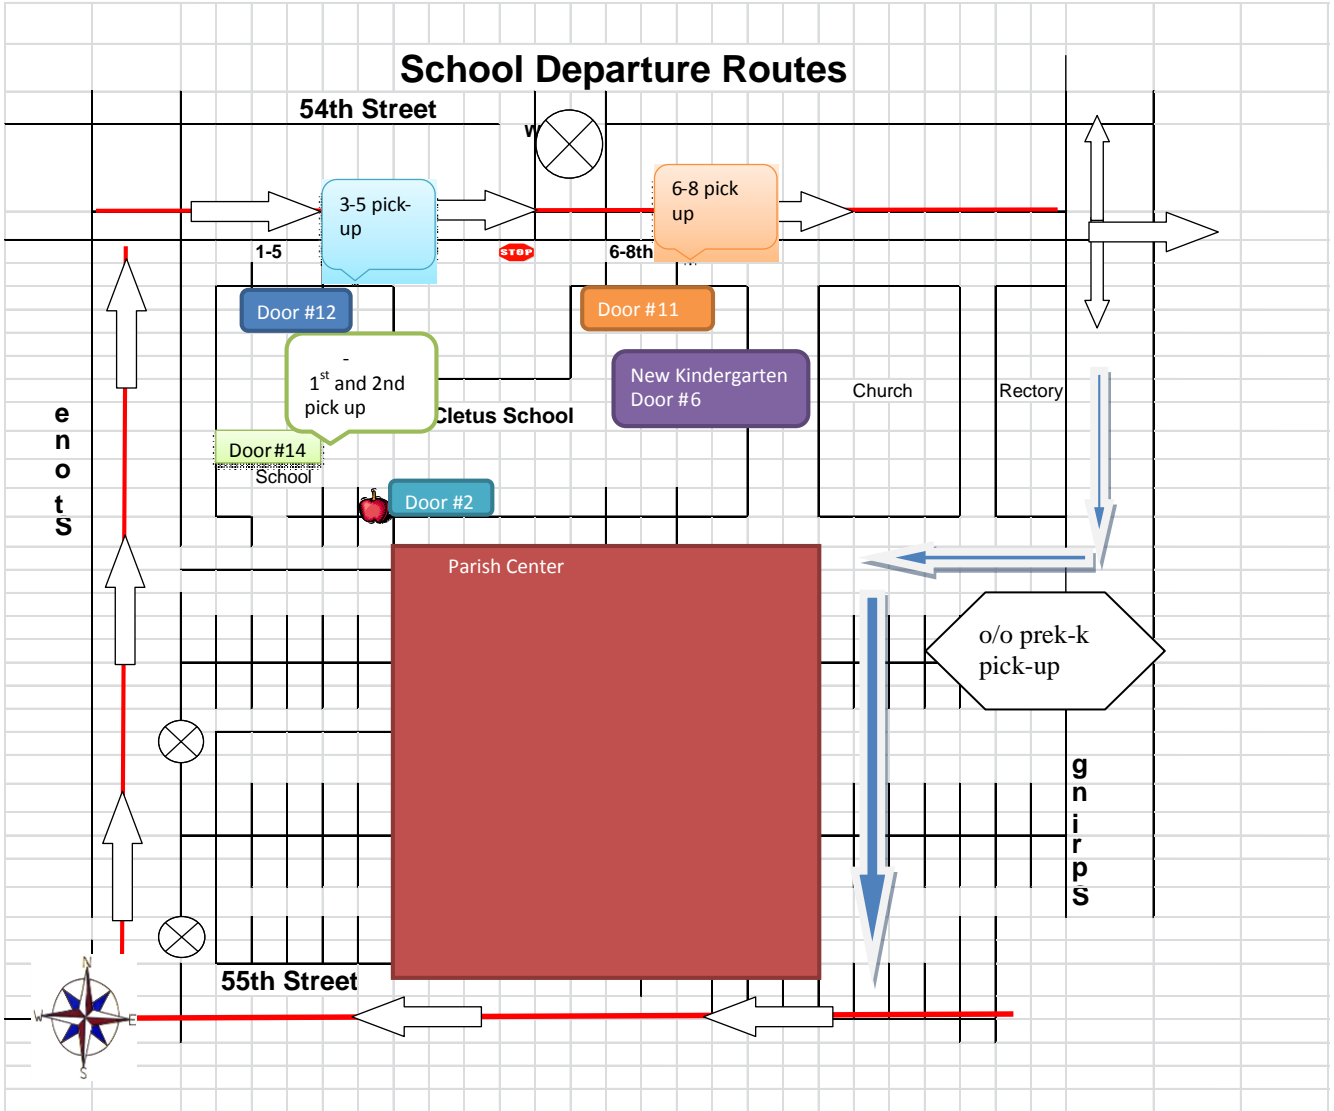 School Departure Routes
54th Street
W
3-5 pick-
up
6-8 pick
up
1-5
STOP
6-8th
Door #12
Door #11
-
1st and 2nd
pick up
New Kindergarten
Door #6
Church
Rectory
Cletus School
Door#14
School
Door #2
Stone
Parish Center
o/o prek-k
pick-up
Spring
55th Street
N
W
E
S